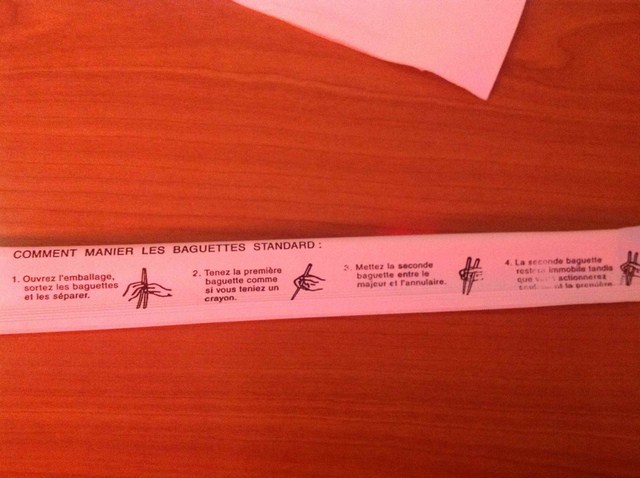 COMMENT MANIER LES BAGUETTES STANDARD :
1. Ouvrez l'emballage,
sortez les baguettes
et les séparer.
2. Tenez la première
baguette comme
si vous teniez un
crayon.
3. Mettez la seconde
baguette entre le
majeur et l'annulaire.
4. La seconde baguette
immobile tandis
que actionnerez
la première